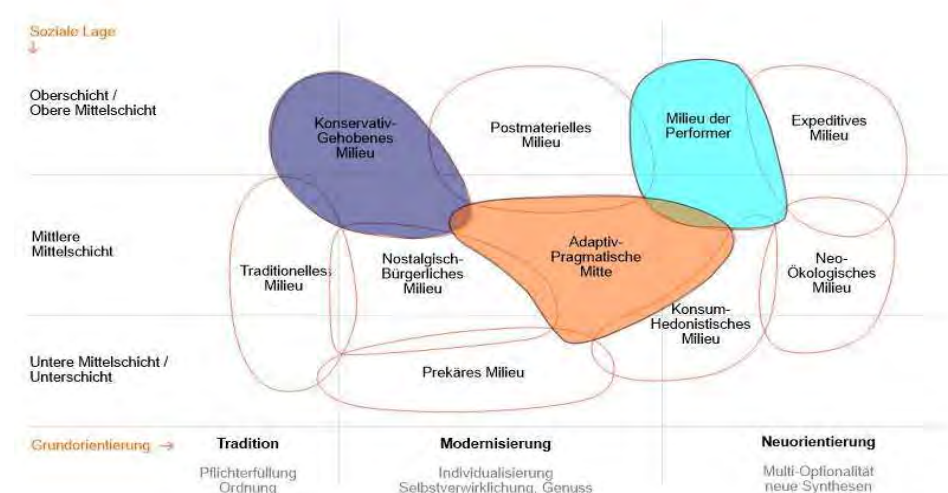 Soziale Lage
↓
Oberschicht /
Obere Mittelschicht
Konservativ-
Gehobenes
Milieu
Postmaterielles
Milieu
Milieu der
Performer
Expeditives
Milieu
Mittlere
Mittelschicht
Traditionelles
Milieu
Nostalgisch-
Bürgerliches
Milieu
Adaptiv-
Pragmatische
Mitte
Neo-
Ökologisches
Milieu
Konsum-
Hedonistisches
Milieu
Untere Mittelschicht /
Unterschicht
Prekäres Milieu
Grundorientierung →
Tradition
Modernisierung
Neuorientierung
Pflichterfüllung
Ordnung
Individualisierung
Selbstverwirklichung, Genuss
Multi-Optionalität
neue Synthesen